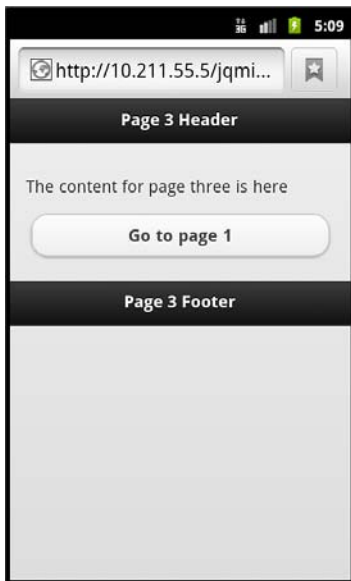 3G 5:09
http://10.211.55.5/jqmi...
Page 3 Header
The content for page three is here
Go to page 1
Page 3 Footer